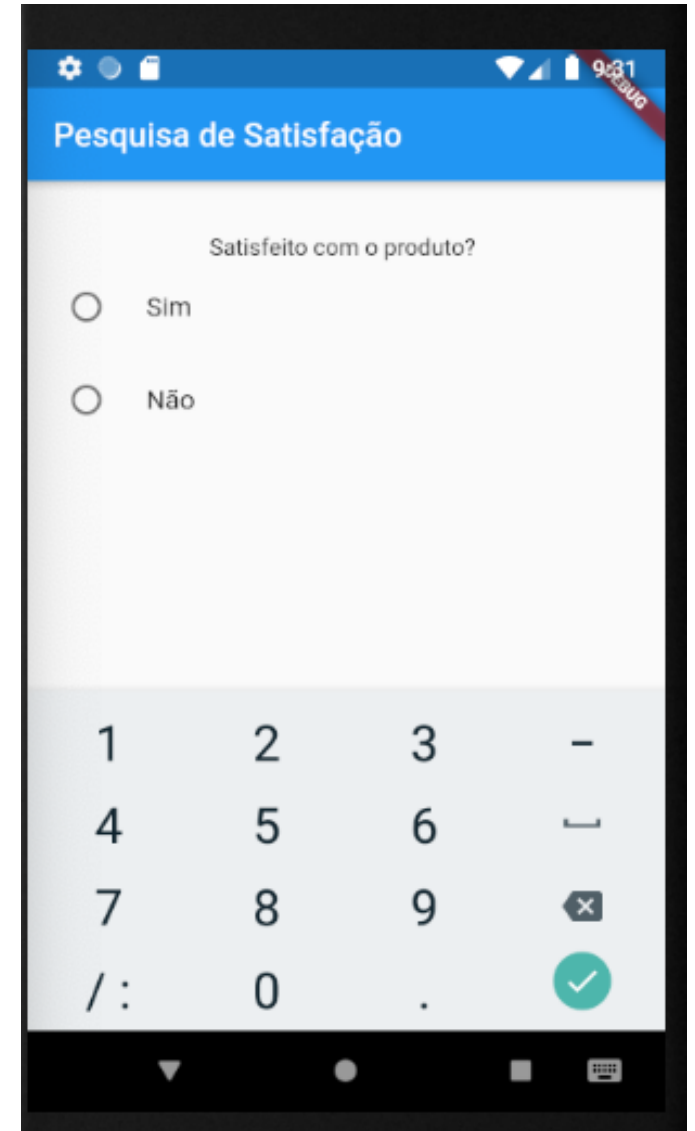 9:31
DEBUG
Pesquisa de Satisfação
Satisfeito com o produto?
Sim
Não
1 2 3 -
4 5 6
7 8 9
/ : 0 .